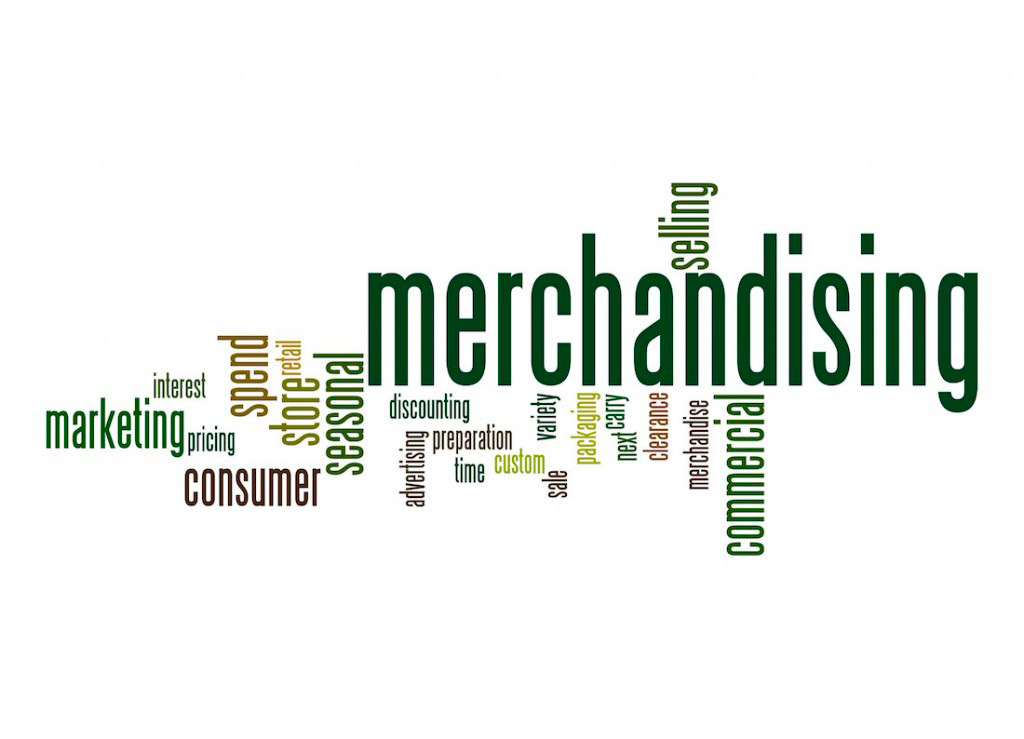 selling
merchandising
spend
retail
store
seasonal
interest
marketing
pricing
consumer
discounting
advertising
preparation
time
custom
variety
sale
packaging
carry
next
clearance
merchandise
commercial